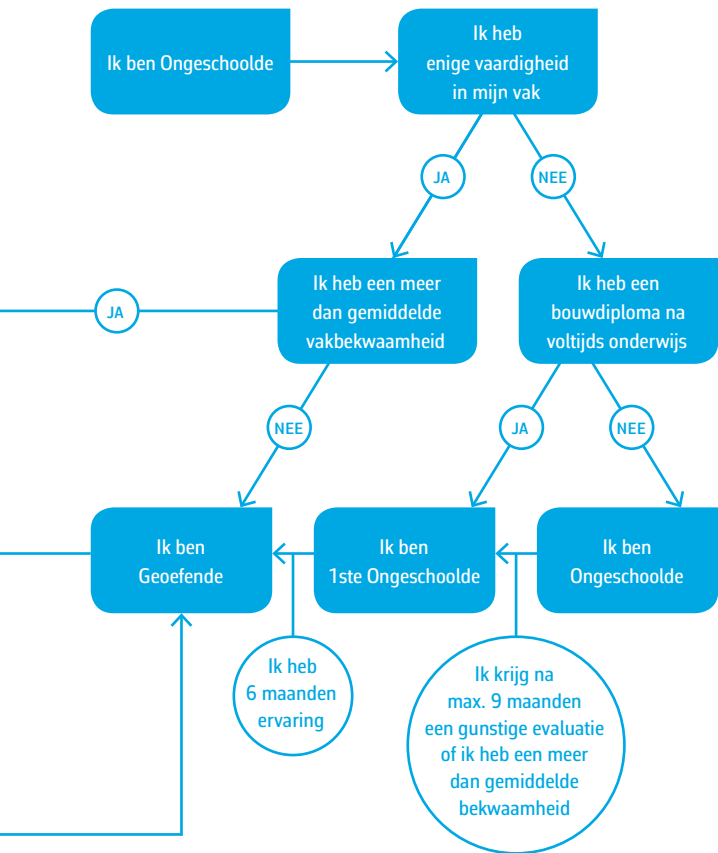 Ik ben Ongeschoolde
Ik heb
enige vaardigheid
in mijn vak
JA
NEE
Ik heb een meer
dan gemiddelde
vakbekwaamheid
Ik heb een
bouwdiploma na
voltijds onderwijs
JA
NEE
JA
NEE
Ik ben
Geoefende
Ik ben
1ste Ongeschoolde
Ik ben
Ongeschoolde
Ik heb
6 maanden
ervaring
Ik krijg na
max. 9 maanden
een gunstige evaluatie
of ik heb een meer
dan gemiddelde
bekwaamheid